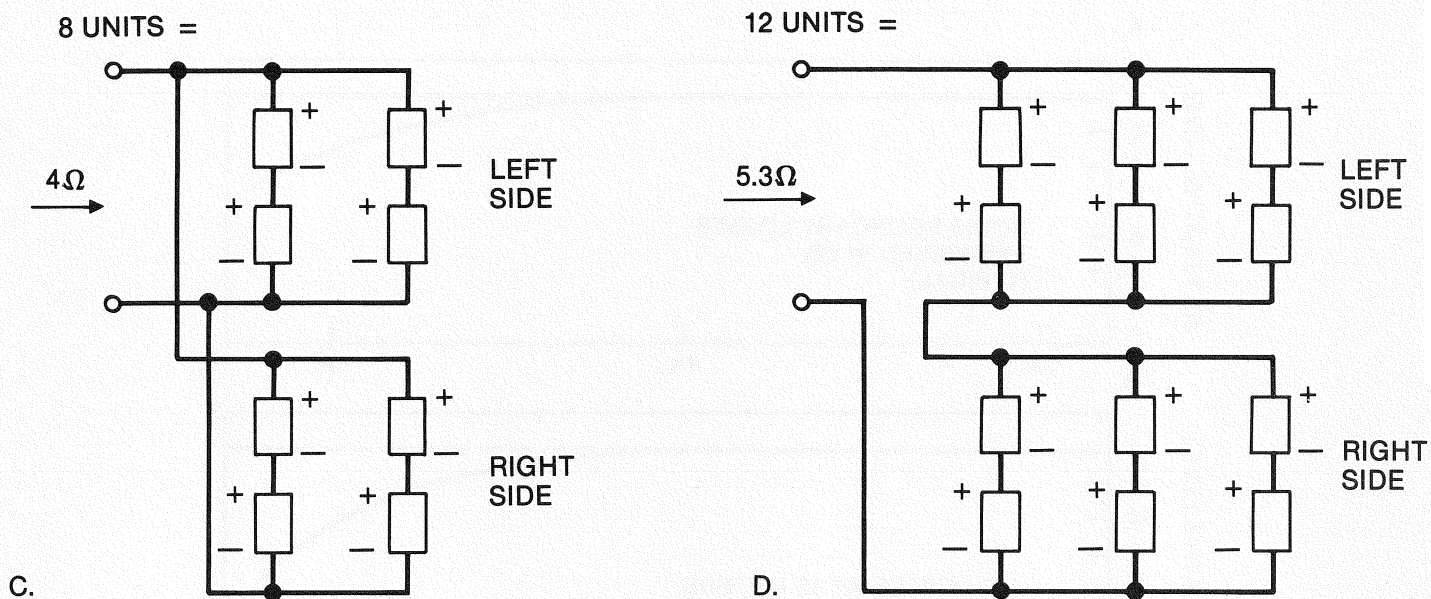 8 UNITS =
4Ω
+
+
—
—
+
+
—
—
LEFT
SIDE
+
+
—
—
+
+
—
—
RIGHT
SIDE
C.
12 UNITS =
5.3Ω
+
+
+
—
—
—
+
+
+
—
—
—
LEFT
SIDE
+
+
+
—
—
—
+
+
+
—
—
—
RIGHT
SIDE
D.